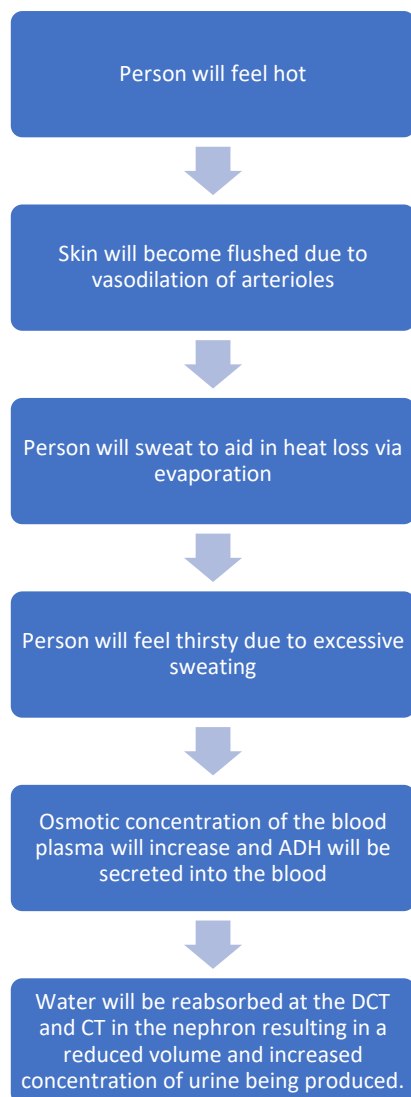 Person will feel hot
Skin will become flushed due to
vasodilation of arterioles
Person will sweat to aid in heat loss via
evaporation
Person will feel thirsty due to excessive
sweating
Osmotic concentration of the blood
plasma will increase and ADH will be
secreted into the blood
Water will be reabsorbed at the DCT
and CT in the nephron resulting in a
reduced volume and increased
concentration of urine being produced.